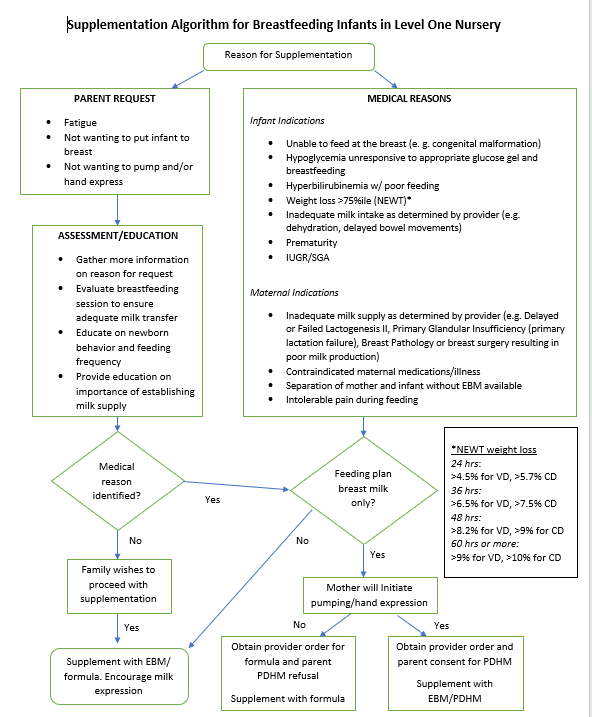 Supplementation Algorithm for Breastfeeding Infants in Level One Nursery
Reason for Supplementation
PARENT REQUEST
• Fatigue
• Not wanting to put infant to
breast
• Not wanting to pump and/or
hand express
MEDICAL REASONS
Infant Indications
• Unable to feed at the breast (e. g. congenital malformation)
• Hypoglycemia unresponsive to appropriate glucose gel and
breastfeeding
• Hyperbilirubinemia w/ poor feeding
• Weight loss >75%ile (NEWT)*
• Inadequate milk intake as determined by provider (e.g.
dehydration, delayed bowel movements)
• Prematurity
• IUGR/SGA
Maternal Indications
• Inadequate milk supply as determined by provider (e.g. Delayed
or Failed Lactogenesis II, Primary Glandular Insufficiency (primary
lactation failure), Breast Pathology or breast surgery resulting in
poor milk production)
• Contraindicated maternal medications/illness
• Separation of mother and infant without EBM available
• Intolerable pain during feeding
ASSESSMENT/EDUCATION
• Gather more information
on reason for request
• Evaluate breastfeeding
session to ensure
adequate milk transfer
• Educate on newborn
behavior and feeding
frequency
• Provide education on
importance of establishing
milk supply
Medical
reason
identified?
Yes
Feeding plan
breast milk
only?
*NEWT weight loss
24 hrs:
>4.5% for VD, >5.7% CD
36 hrs:
>6.5% for VD, >7.5% CD
48 hrs:
>8.2% for VD, >9% for CD
60 hrs or more:
>9% for VD, >10% for CD
No
No
Yes
Family wishes to
proceed with
supplementation
Mother will Initiate
pumping/hand expression
Yes
No
Yes
Supplement with EBM/
formula. Encourage milk
expression
Obtain provider order for
formula and parent
PDHM refusal
Supplement with formula
Obtain provider order and
parent consent for PDHM
Supplement with
EBM/PDHM